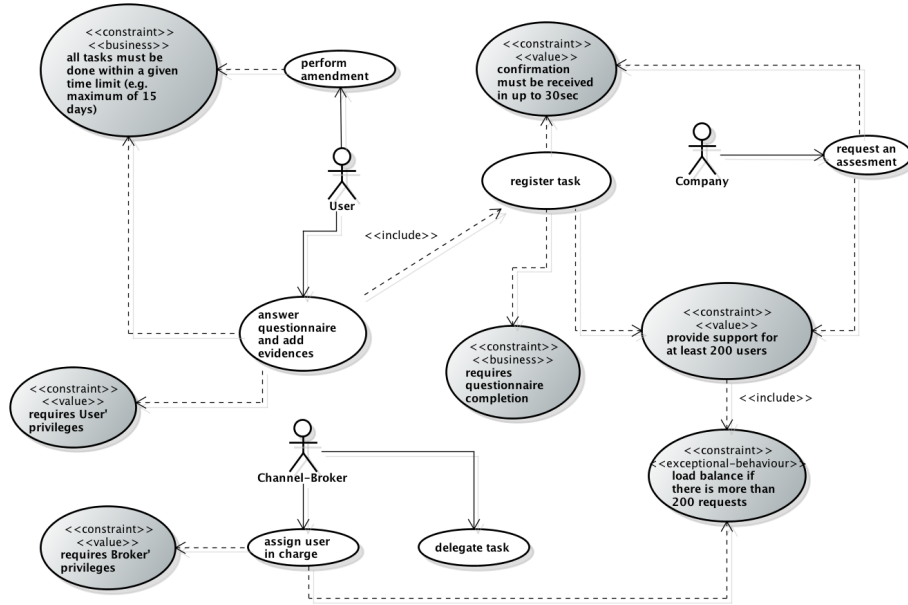 <<constraint>>
<<business>>
all tasks must be
done within a given
time limit (e.g.
maximum of 15
days)
perform
amendment
<<constraint>>
<<value>>
confirmation
must be received
in up to 30sec
request an
assesment
Company
register task
User
<<include>>
answer
questionnaire
and add
evidences
<<constraint>>
<<value>>
provide support for
at least 200 users
<<constraint>>
<<business>>
requires
questionnaire
completion
<<constraint>>
<<value>>
requires User'
privileges
<<include>>
<<constraint>>
<<exceptional-behaviour>>
load balance if
there is more than
200 requests
Channel-Broker
<<constraint>>
<<value>>
requires Broker'
privileges
assign user
in charge
delegate task